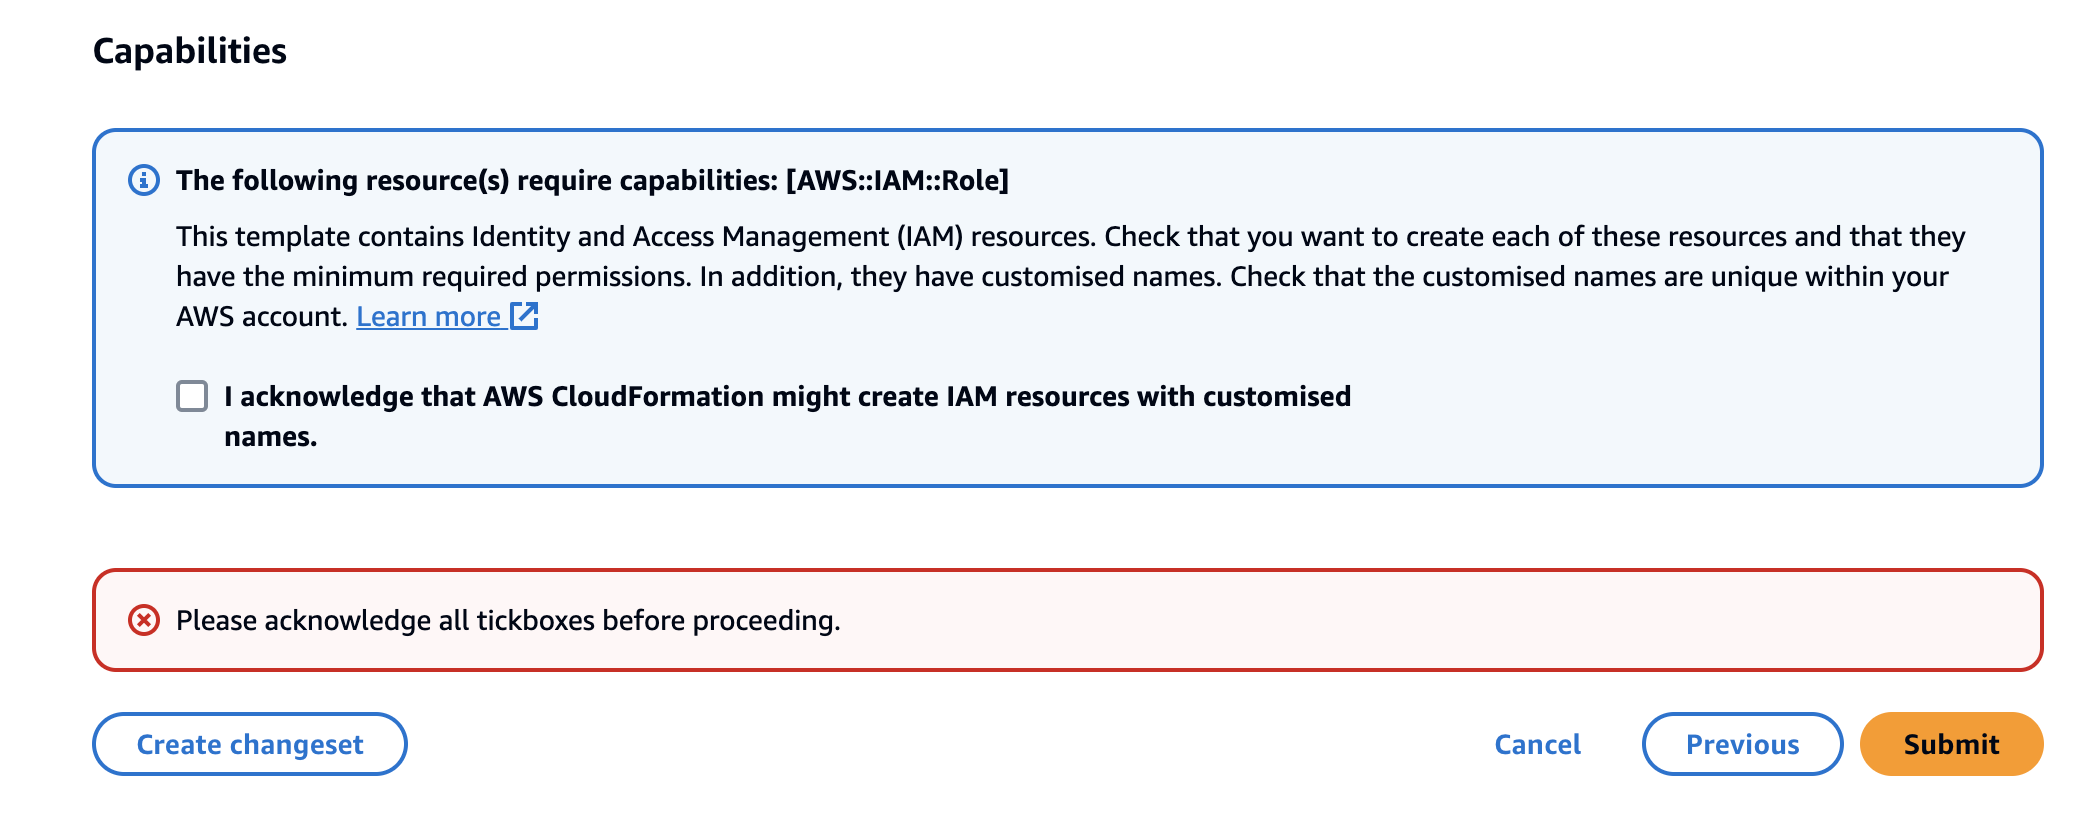 Capabilities
The following resource(s) require capabilities: [AWS::IAM::Role]
This template contains Identity and Access Management (IAM) resources. Check that you want to create each of these resources and that they
have the minimum required permissions. In addition, they have customised names. Check that the customised names are unique within your
AWS account. Learn more
I acknowledge that AWS CloudFormation might create IAM resources with customised
names.
Please acknowledge all tickboxes before proceeding.
Create changeset Cancel Previous Submit